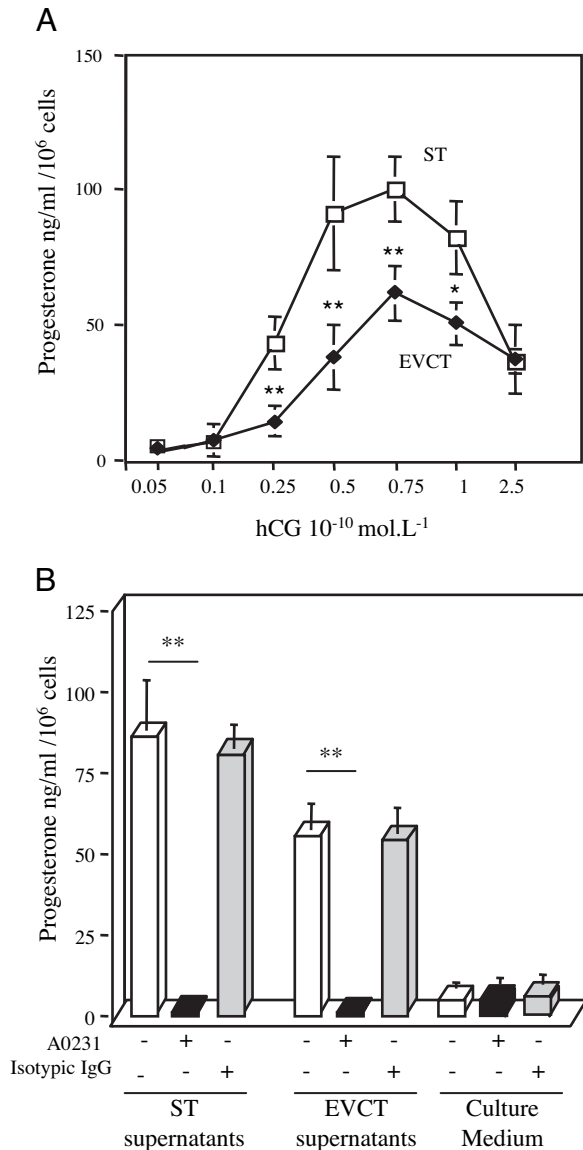 A
Progesterone ng/ml /10⁶ cells
150
100
50
0
ST
**
**
**
*
EVCT
0.05 0.1 0.25 0.5 0.75 1 2.5
hCG 10⁻¹⁰ mol.L⁻¹
B
Progesterone ng/ml /10⁶ cells
125
100
75
50
25
0
**
**
A0231 - + - - + - - + -
Isotypic IgG - - + - - + - - +
ST supernatants
EVCT supernatants
Culture Medium